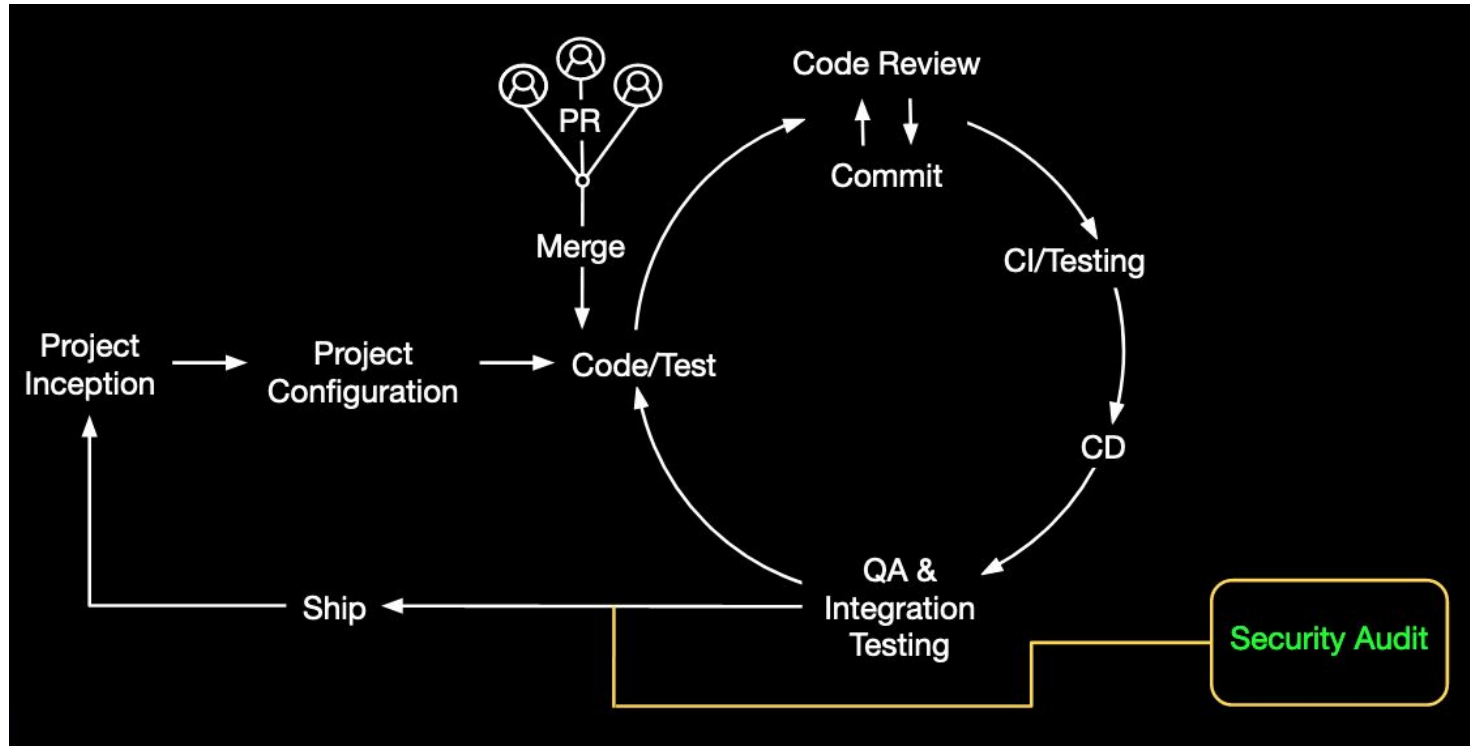 Code Review
PR
Commit
Merge
CI/Testing
Project
Inception
Project
Configuration
Code/Test
CD
QA &
Integration
Testing
Ship
Security Audit